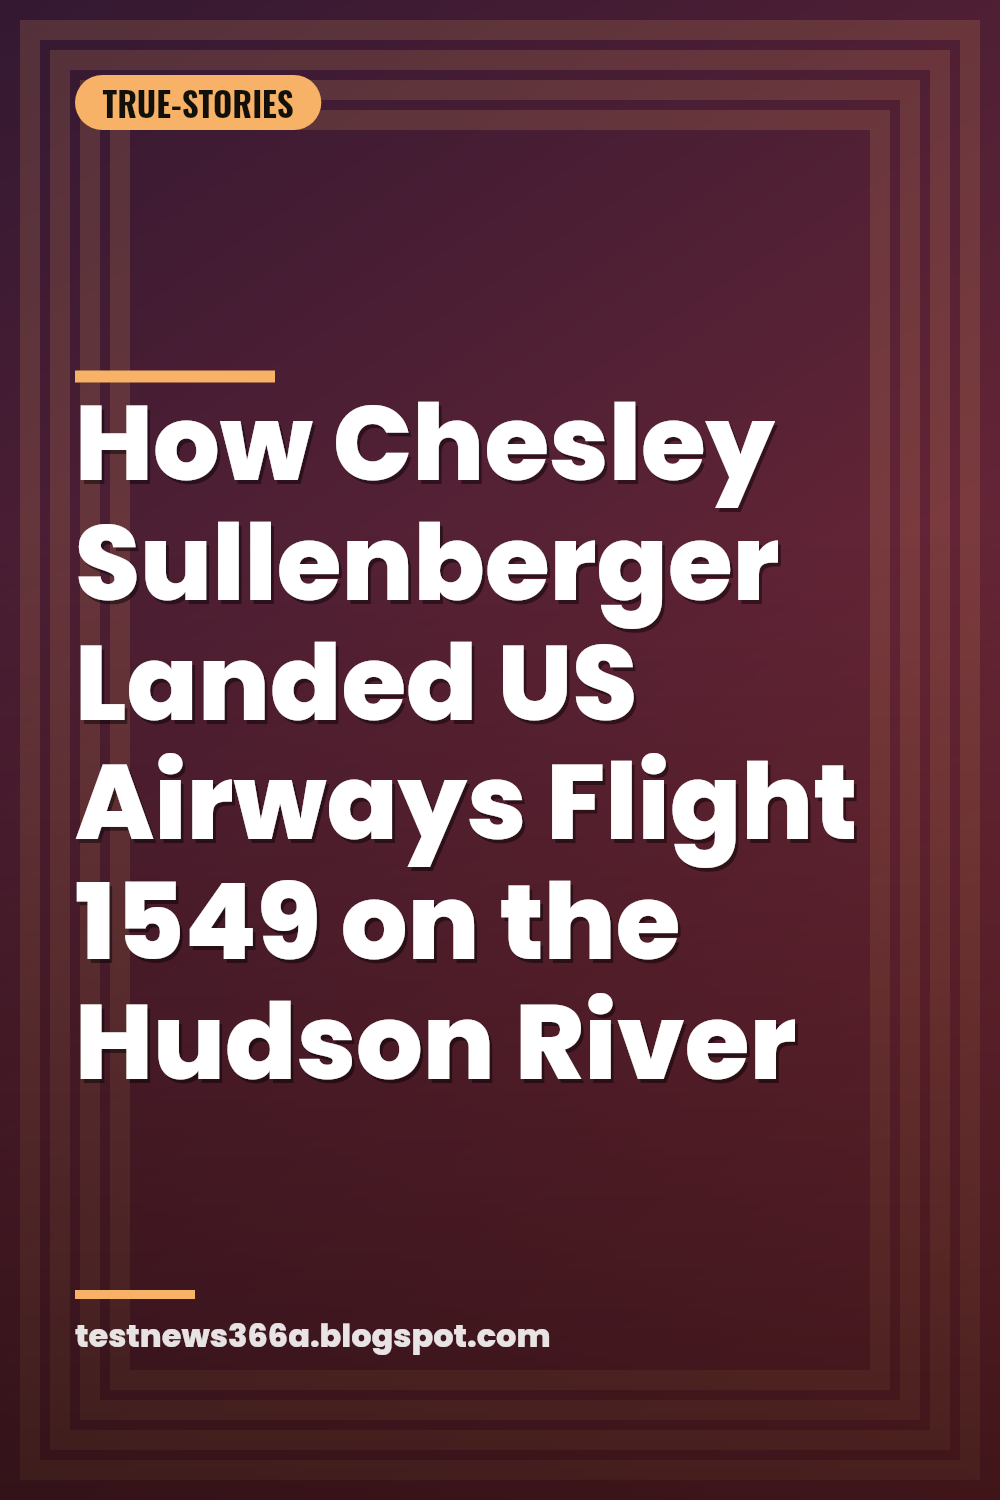 TRUE-STORIES
How Chesley
Sullenberger
Landed US
Airways Flight
1549 on the
Hudson River
testnews366a.blogspot.com